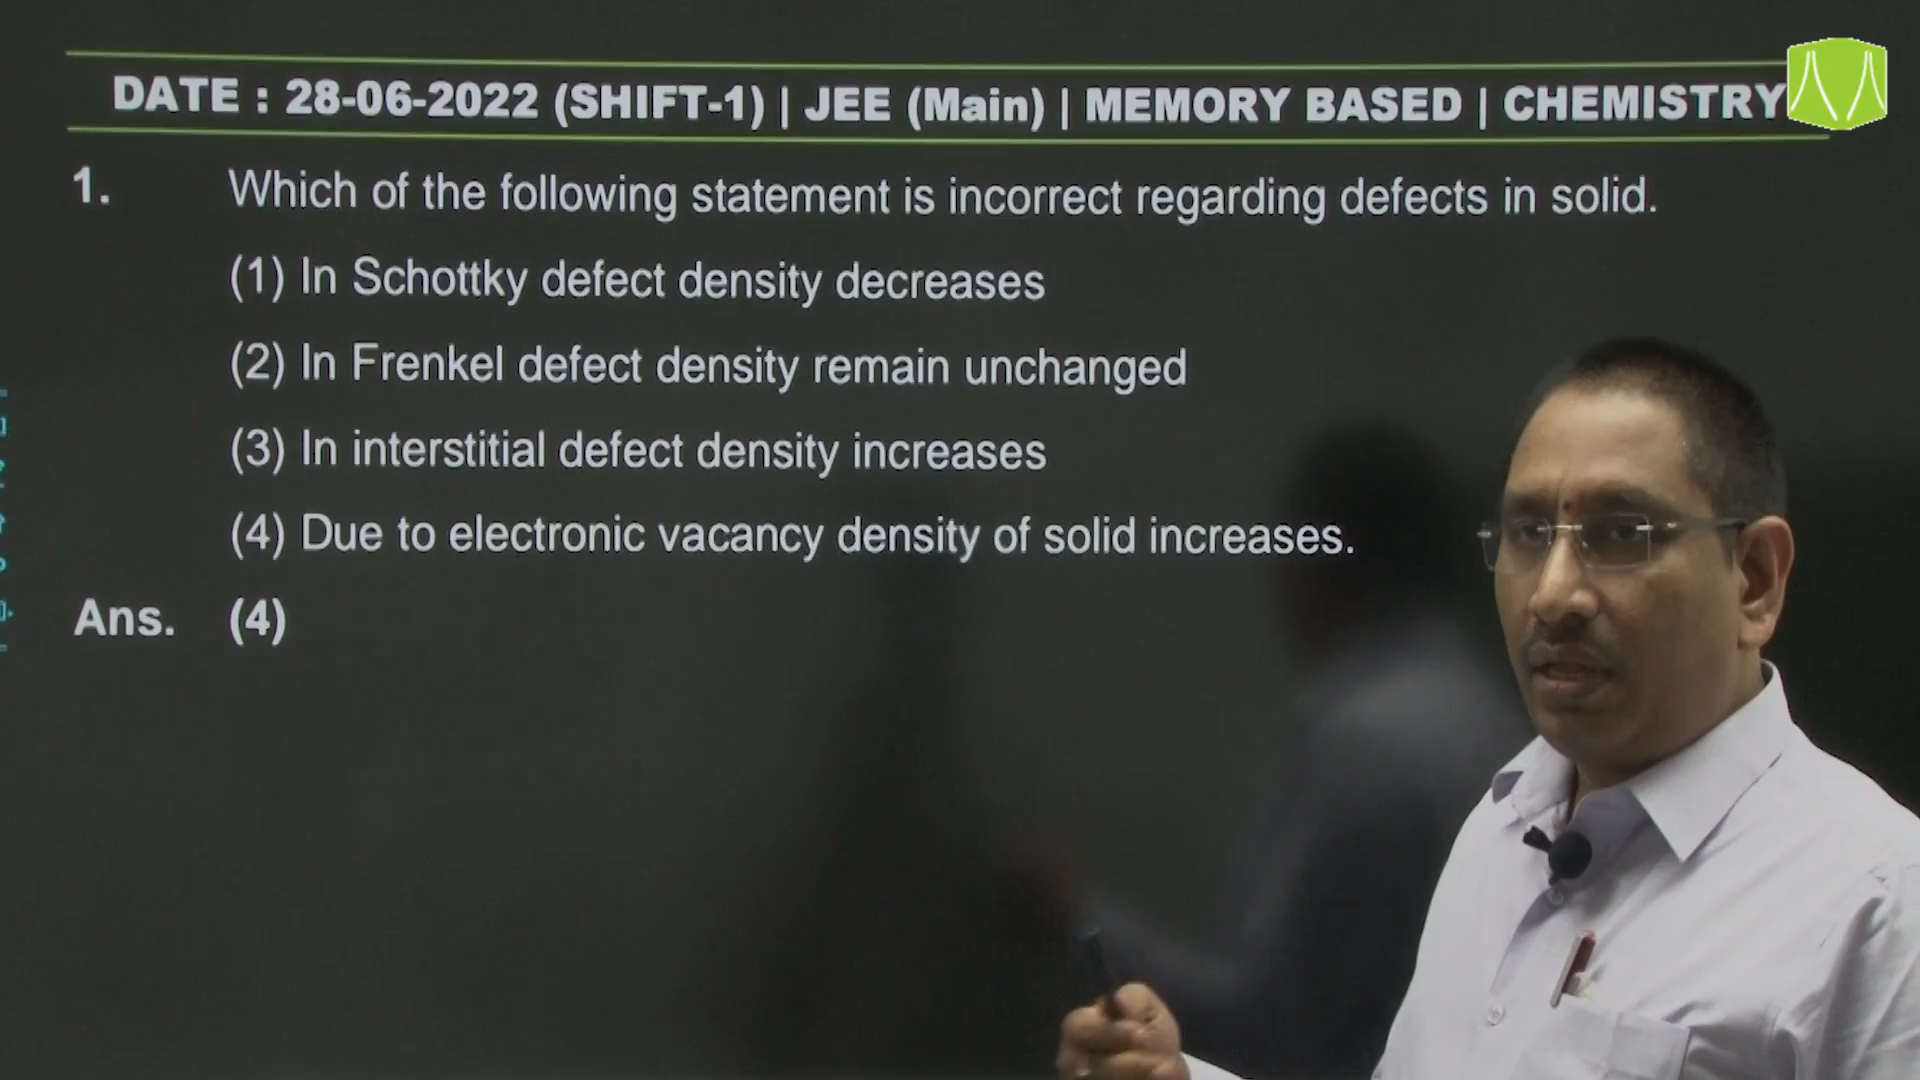 DATE : 28-06-2022 (SHIFT-1) | JEE (Main) | MEMORY BASED | CHEMISTRY
1. Which of the following statement is incorrect regarding defects in solid.
(1) In Schottky defect density decreases
(2) In Frenkel defect density remain unchanged
(3) In interstitial defect density increases
(4) Due to electronic vacancy density of solid increases.
Ans. (4)